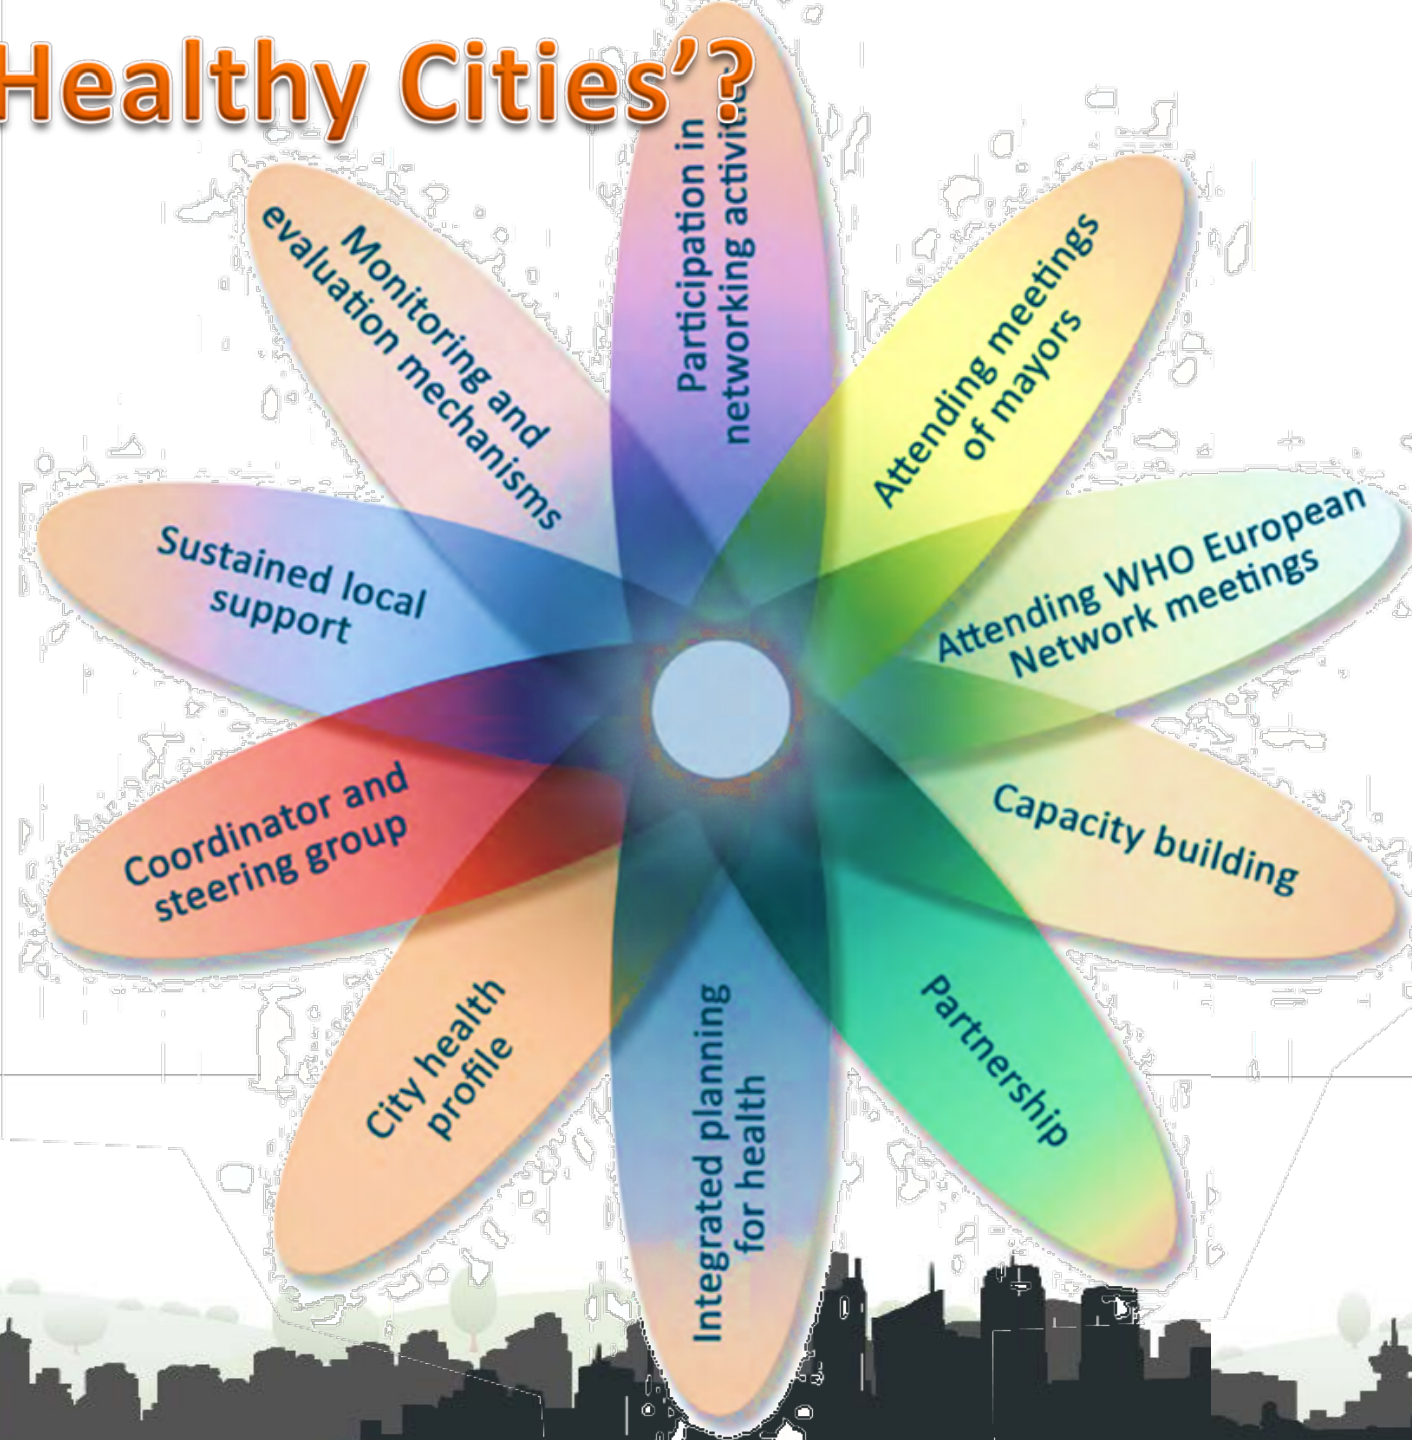 Healthy Cities’?
Participation in
networking
Attending meetings
of mayors
Attending WHO European
Network meetings
Capacity building
Partnership
Integrated planning
for health
City health
profile
Coordinator and
steering group
Sustained local
support
Monitoring and
evaluation mechanisms